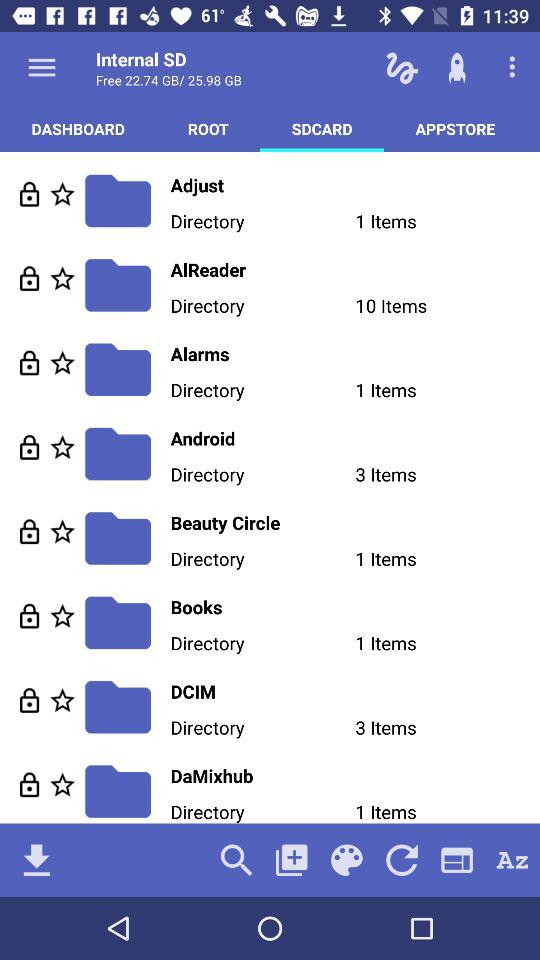 61° 11:39
Internal SD
Free 22.74 GB/ 25.98 GB
DASHBOARD ROOT SDCARD APPSTORE
Adjust
Directory 1 Items
AlReader
Directory 10 Items
Alarms
Directory 1 Items
Android
Directory 3 Items
Beauty Circle
Directory 1 Items
Books
Directory 1 Items
DCIM
Directory 3 Items
DaMixhub
Directory 1 Items
Az